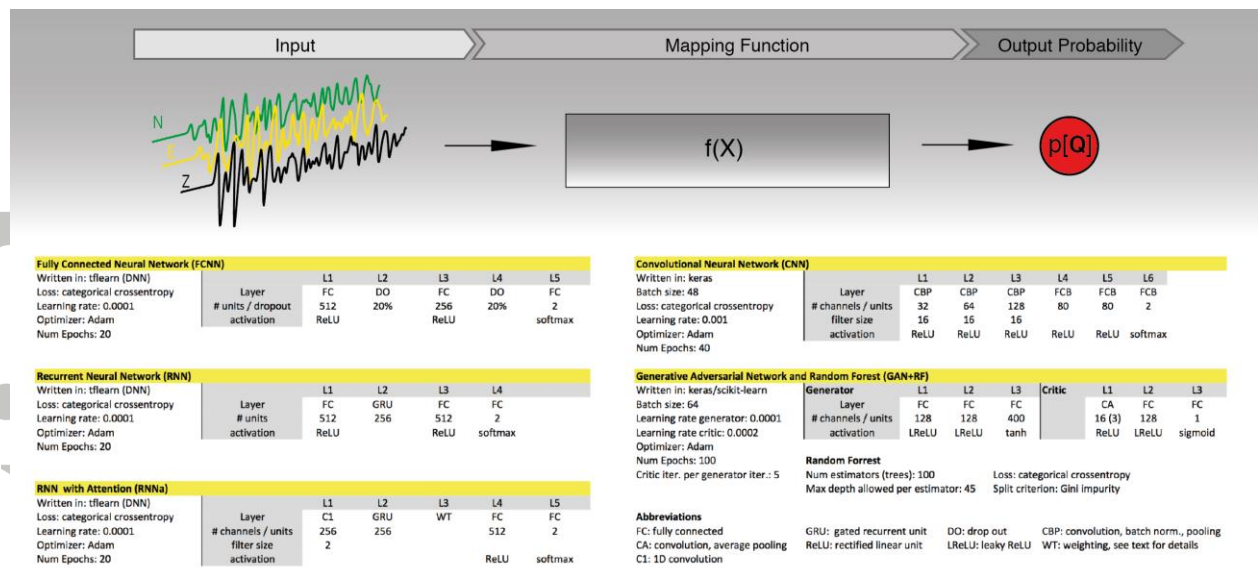 Input Mapping Function Output Probability
N
E
Z
f(X)
p[Q]
Fully Connected Neural Network (FCNN)
Written in: tflearn (DNN) L1 L2 L3 L4 L5
Loss: categorical crossentropy Layer FC DO FC DO FC
Learning rate: 0.0001 # units / dropout 512 20% 256 20% 2
Optimizer: Adam activation ReLU ReLU softmax
Num Epochs: 20
Recurrent Neural Network (RNN)
Written in: tflearn (DNN) L1 L2 L3 L4
Loss: categorical crossentropy Layer FC GRU FC FC
Learning rate: 0.0001 # units 512 256 512 2
Optimizer: Adam activation ReLU ReLU softmax
Num Epochs: 20
RNN with Attention (RNNa)
Written in: tflearn (DNN) L1 L2 L3 L4 L5
Loss: categorical crossentropy Layer C1 GRU WT FC FC
Learning rate: 0.0001 # channels / units 256 256 512 2
Optimizer: Adam filter size 2
Num Epochs: 20 activation ReLU softmax
Convolutional Neural Network (CNN)
Written in: keras L1 L2 L3 L4 L5 L6
Batch size: 48 Layer CBP CBP CBP FCB FCB FCB
Loss: categorical crossentropy # channels / units 32 64 128 80 80 2
Learning rate: 0.001 filter size 16 16 16
Optimizer: Adam activation ReLU ReLU ReLU ReLU ReLU softmax
Num Epochs: 40
Generative Adversarial Network and Random Forest (GAN+RF)
Written in: keras/scikit-learn Generator L1 L2 L3 Critic L1 L2 L3
Batch size: 64 Layer FC FC FC CA FC FC
Learning rate generator: 0.0001 # channels / units 128 128 400 16 (3) 128 1
Learning rate critic: 0.0002 activation LReLU LReLU tanh ReLU LReLU sigmoid
Optimizer: Adam
Num Epochs: 100 Random Forrest
Critic iter. per generator iter.: 5 Num estimators (trees): 100 Loss: categorical crossentropy
Max depth allowed per estimator: 45 Split criterion: Gini impurity
Abbreviations
FC: fully connected GRU: gated recurrent unit DO: drop out CBP: convolution, batch norm., pooling
CA: convolution, average pooling ReLU: rectified linear unit LReLU: leaky ReLU WT: weighting, see text for details
C1: 1D convolution